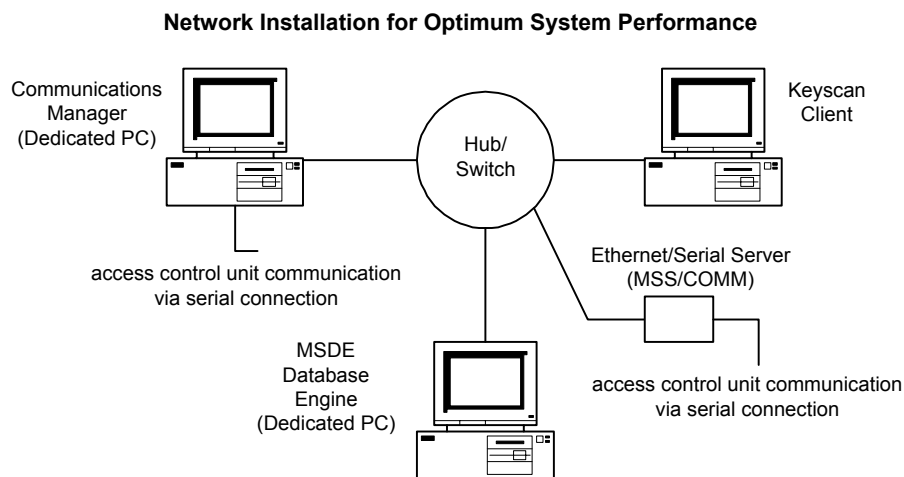 Network Installation for Optimum System Performance
Communications
Manager
(Dedicated PC)
Hub/
Switch
Keyscan
Client
access control unit communication
via serial connection
Ethernet/Serial Server
(MSS/COMM)
MSDE
Database
Engine
(Dedicated PC)
access control unit communication
via serial connection